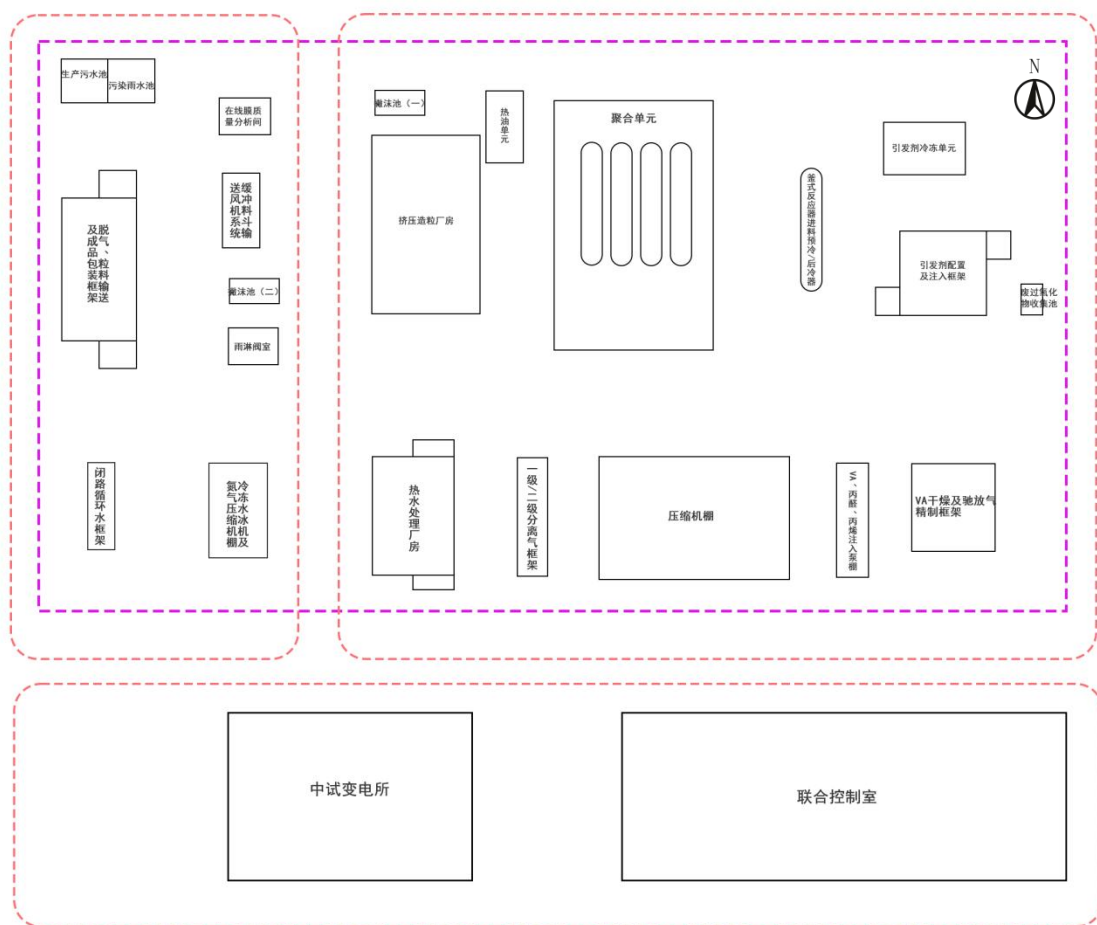 N
生产污水池
污染雨水池
在线膜质
量分析间
缓冲料斗输
送风机系统
脱气、粒料输送
及成品包装框架
撇沫池（二）
雨淋阀室
闭路循环水框架
冷冻水冰机及
氮气压缩机棚
撇沫池（一）
热油单元
挤压造粒厂房
聚合单元
釜式反应器进料预冷/后冷器
引发剂冷冻单元
引发剂配置
及注入框架
废过氧化
物收集池
热水处理厂房
一级/二级分离气框架
压缩机棚
VA、丙醛、丙烯注入泵棚
VA干燥及驰放气
精制框架
中试变电所
联合控制室